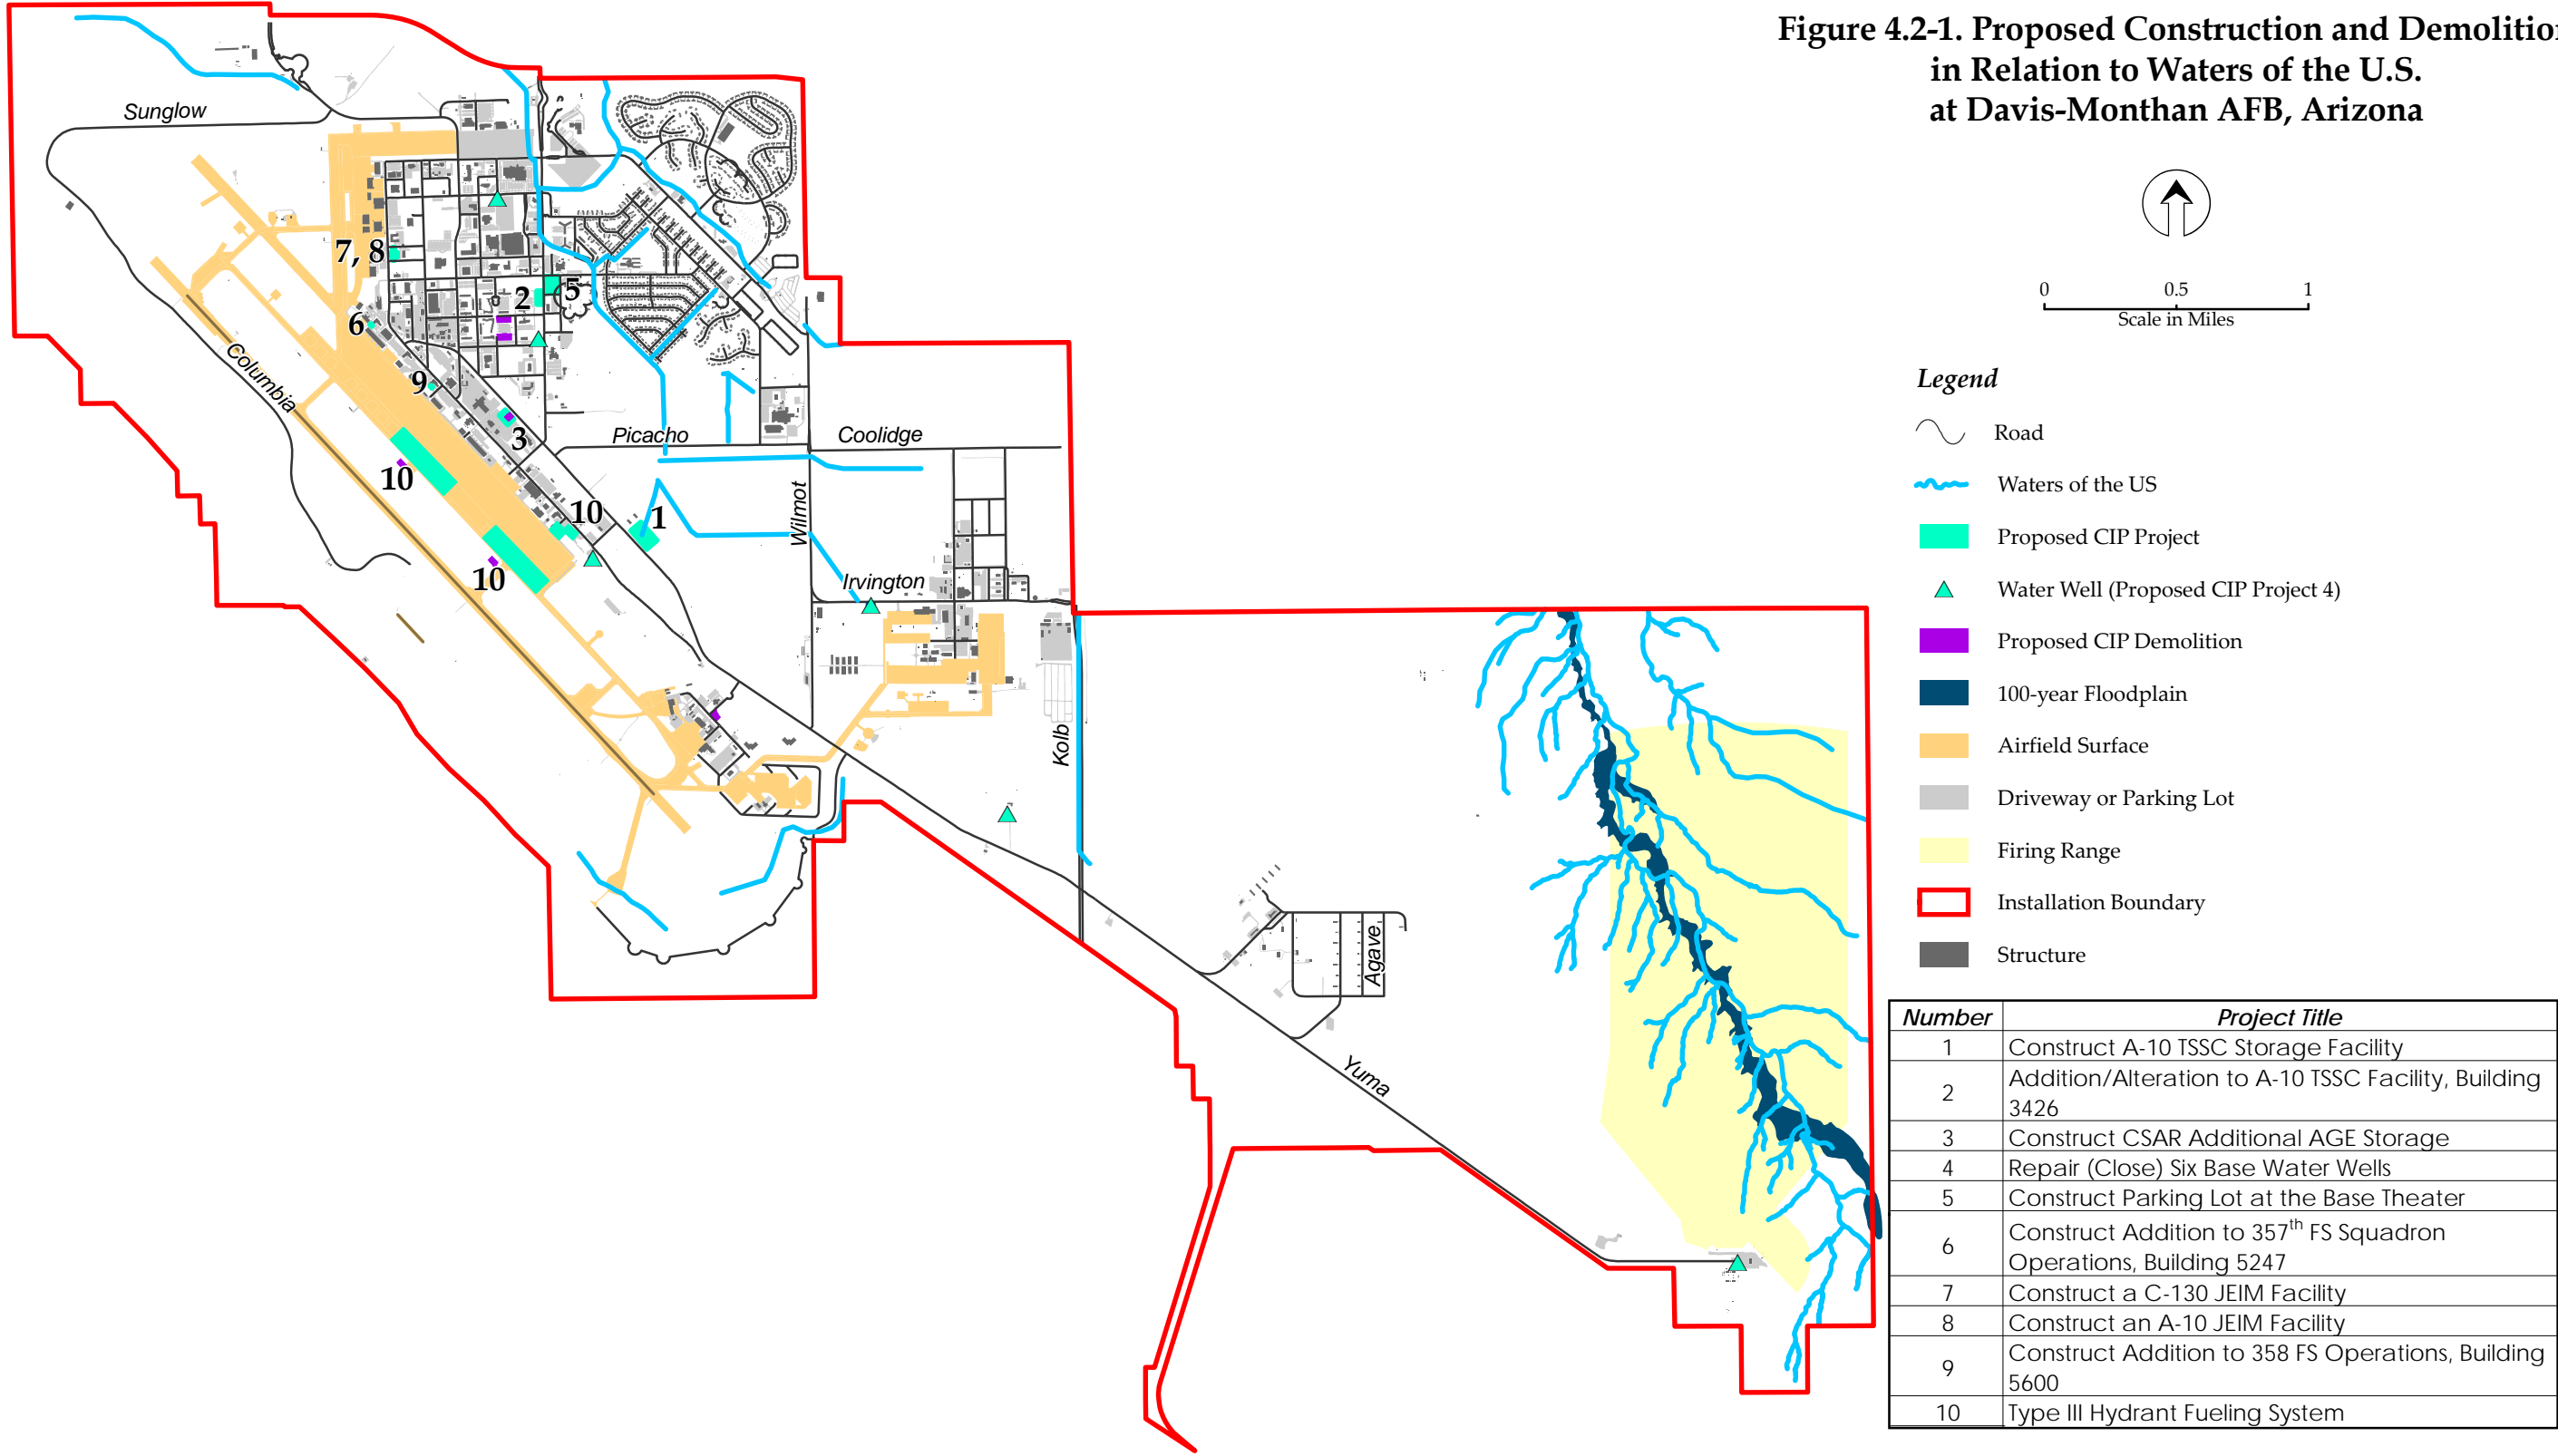 Figure 4.2-1. Proposed Construction and Demolition
in Relation to Waters of the U.S.
at Davis-Monthan AFB, Arizona
0 0.5 1
Scale in Miles
Legend
Road
Waters of the US
Proposed CIP Project
Water Well (Proposed CIP Project 4)
Proposed CIP Demolition
100-year Floodplain
Airfield Surface
Driveway or Parking Lot
Firing Range
Installation Boundary
Structure
Number Project Title
1 Construct A-10 TSSC Storage Facility
2 Addition/Alteration to A-10 TSSC Facility, Building
3426
3 Construct CSAR Additional AGE Storage
4 Repair (Close) Six Base Water Wells
5 Construct Parking Lot at the Base Theater
6 Construct Addition to 357th FS Squadron
Operations, Building 5247
7 Construct a C-130 JEIM Facility
8 Construct an A-10 JEIM Facility
9 Construct Addition to 358 FS Operations, Building
5600
10 Type III Hydrant Fueling System
Sunglow
7, 8
2
5
6
Columbia
9
3
Picacho
Coolidge
10
Wilmot
10
1
10
Irvington
Kolb
Agave
Yuma